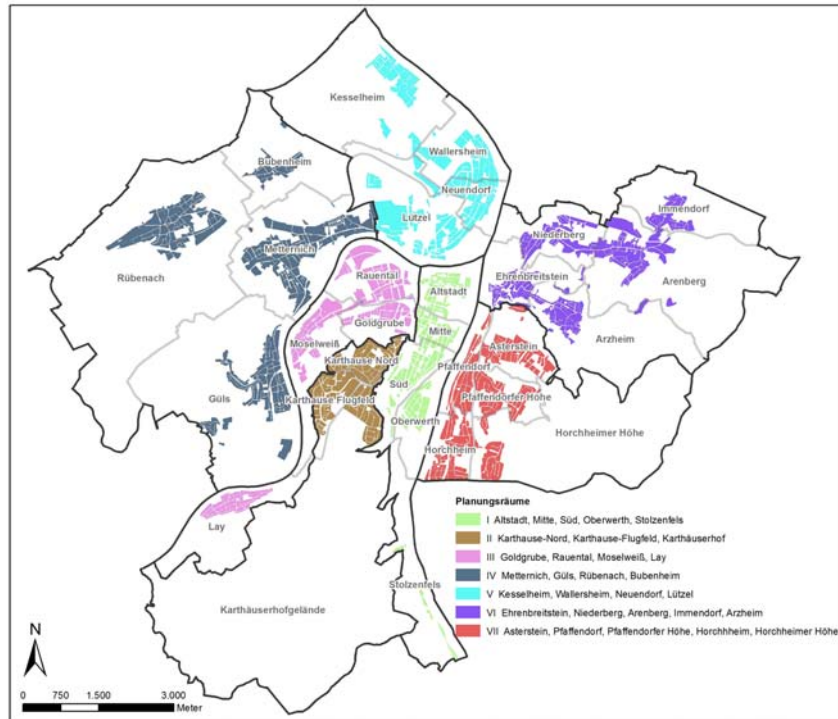 Kesselheim
Wallersheim
Bubenheim
Neuendorf
Immendorf
Lützel
Niederberg
Metternich
Rübenach
Rauental
Ehrenbreitstein
Arenberg
Altstadt
Goldgrube
Mitte
Arzheim
Moselweiß
Asterstein
Karthause Nord
Pfaffendorf
Süd
Güls
Karthause Flugfeld
Pfaffendorfer Höhe
Oberwerth
Horchheimer Höhe
Horchheim
Lay
Stolzenfels
Karthäuserhofgelände
Planungsräume
I Altstadt, Mitte, Süd, Oberwerth, Stolzenfels
II Karthause-Nord, Karthause-Flugfeld, Karthäuserhof
III Goldgrube, Rauental, Moselweiß, Lay
IV Metternich, Güls, Rübenach, Bubenheim
V Kesselheim, Wallersheim, Neuendorf, Lützel
VI Ehrenbreitstein, Niederberg, Arenberg, Immendorf, Arzheim
VII Asterstein, Pfaffendorf, Pfaffendorfer Höhe, Horchhheim, Horchheimer Höhe
N
0 750 1.500 3.000
Meter